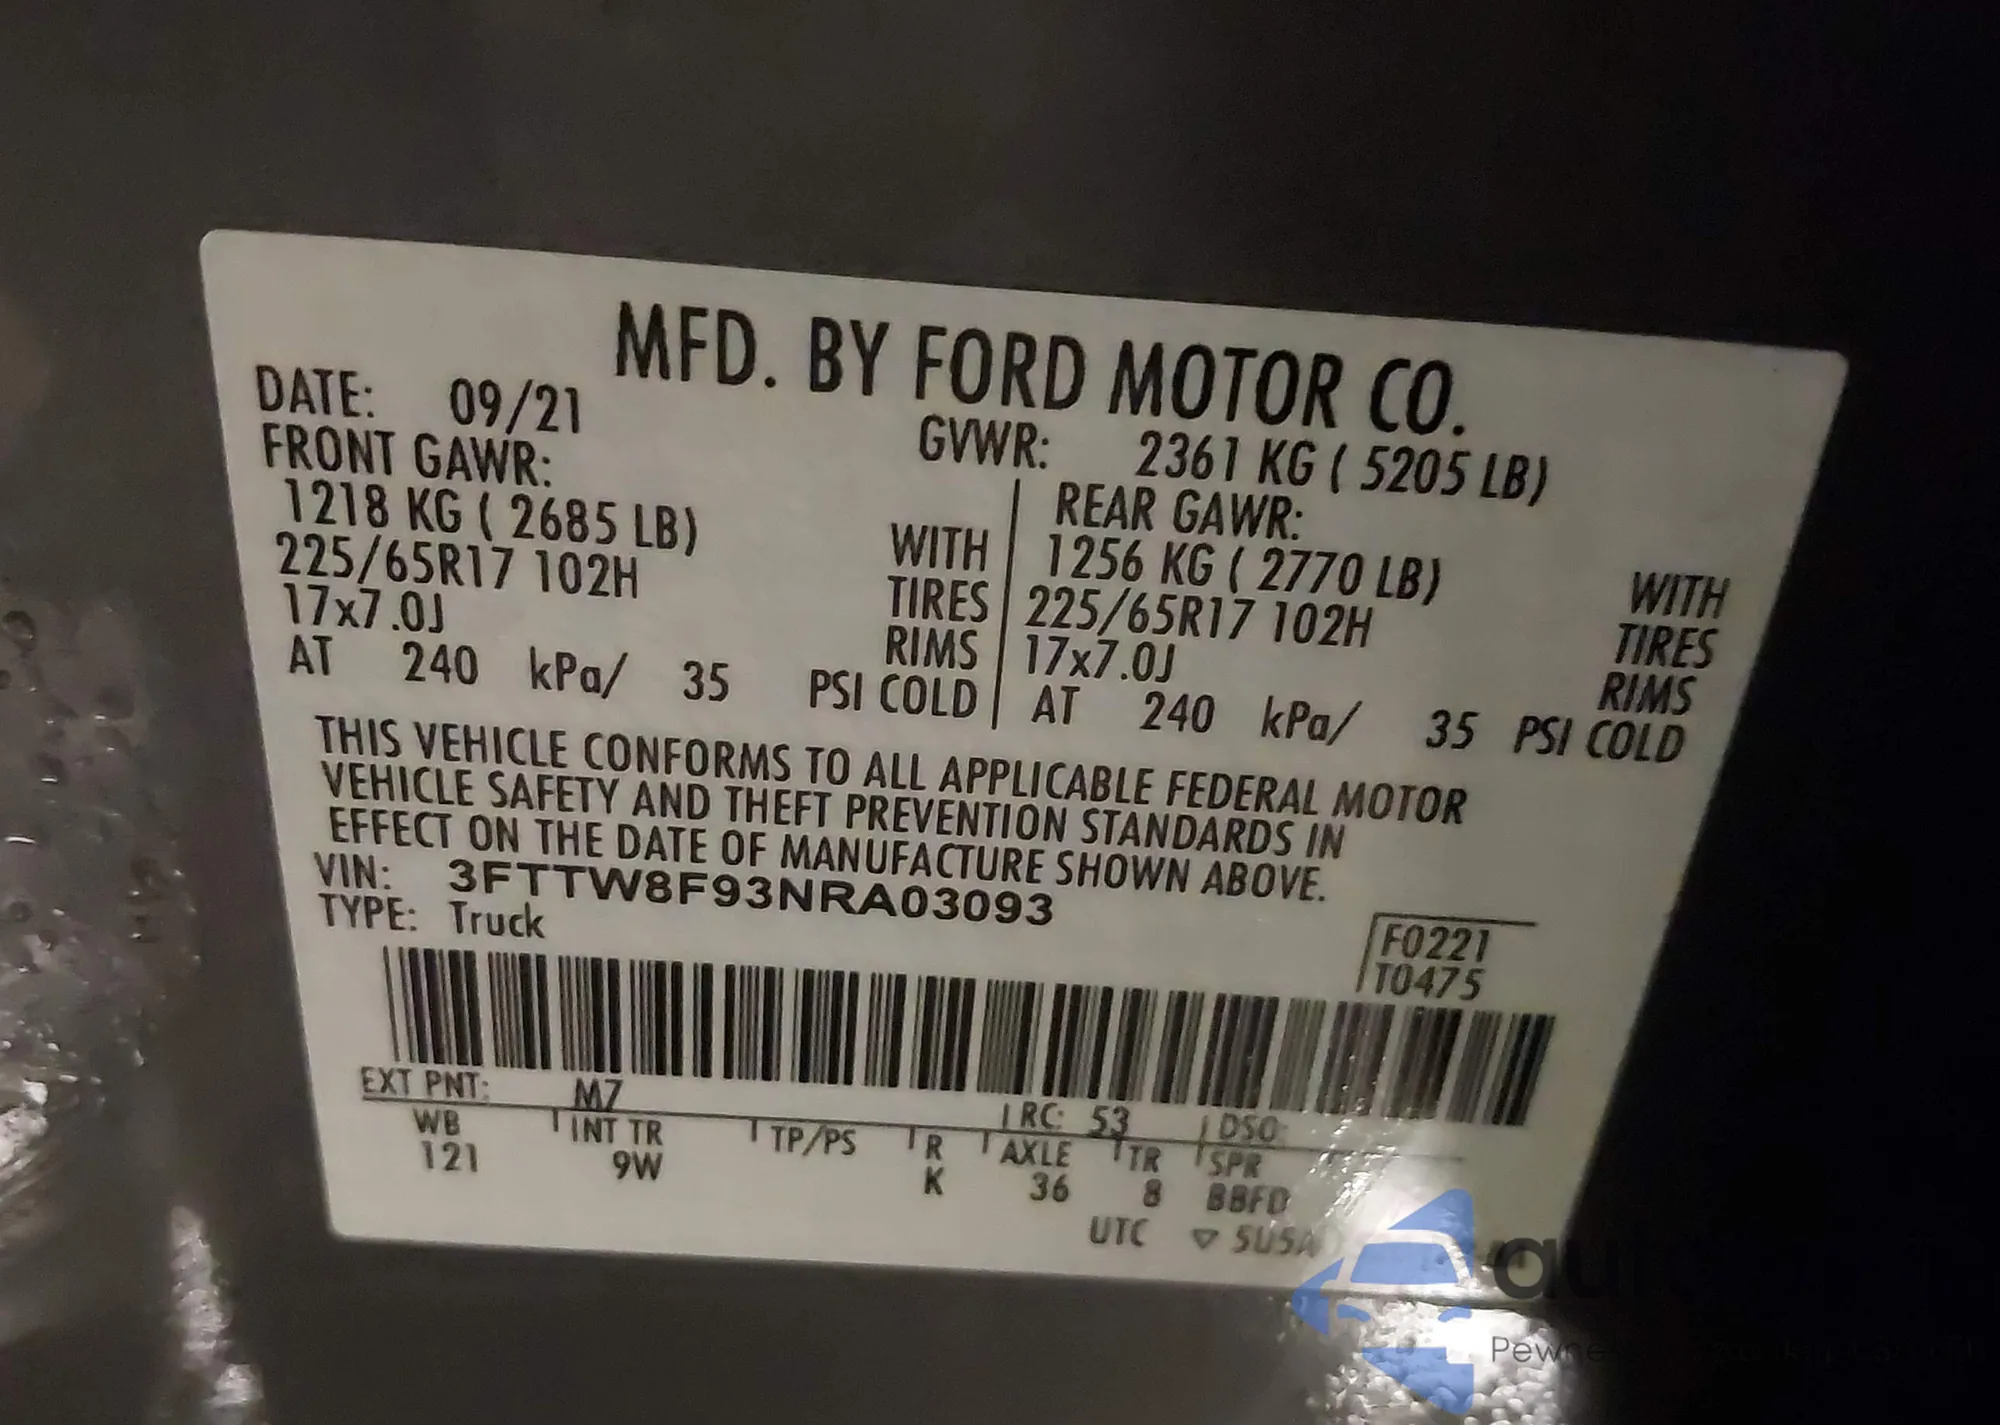 MFD. BY FORD MOTOR CO.
DATE: 09/21 GVWR: 2361 KG ( 5205 LB)
FRONT GAWR: REAR GAWR:
1218 KG ( 2685 LB) WITH 1256 KG ( 2770 LB) WITH
225/65R17 102H TIRES 225/65R17 102H TIRES
17x7.0J RIMS 17x7.0J RIMS
AT 240 kPa/ 35 PSI COLD AT 240 kPa/ 35 PSI COLD
THIS VEHICLE CONFORMS TO ALL APPLICABLE FEDERAL MOTOR
VEHICLE SAFETY AND THEFT PREVENTION STANDARDS IN
EFFECT ON THE DATE OF MANUFACTURE SHOWN ABOVE.
VIN: 3FTTW8F93NRA03093
TYPE: Truck
F0221
T0475
EXT PNT: M7 RC: 53 DSO:
WB INT TR TP/PS R AXLE TR SPR
121 9W K 36 8 BBFD
UTC ▽ 5U5A